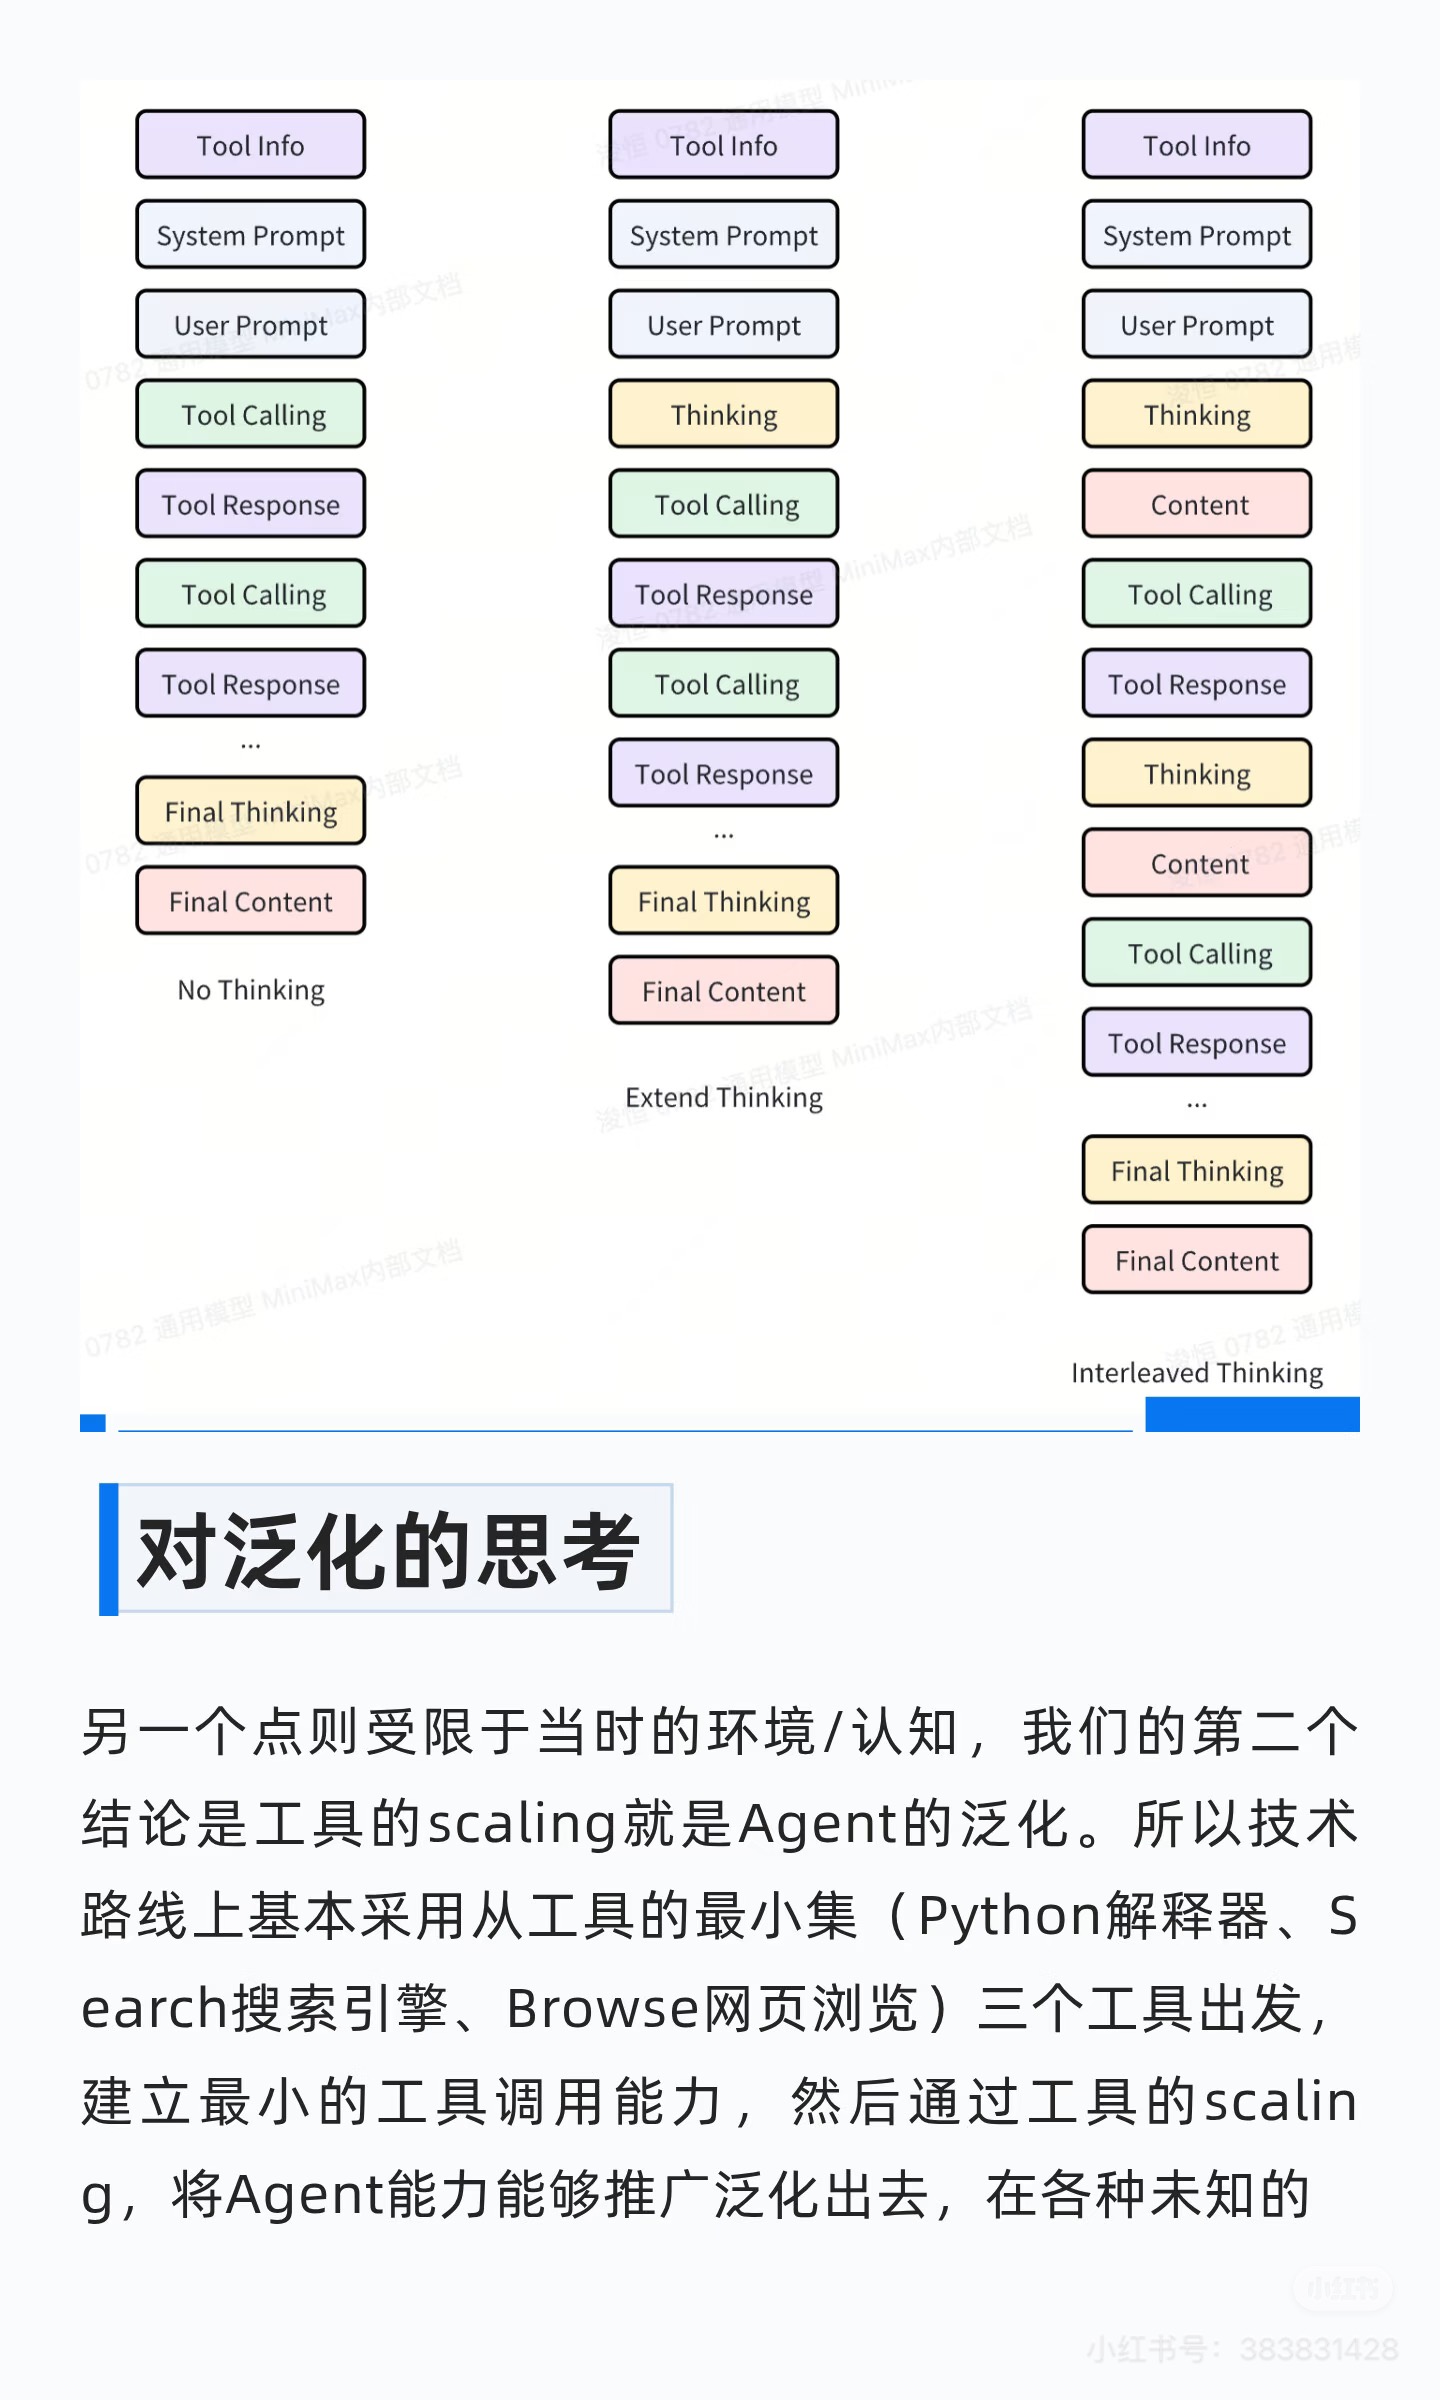 Tool Info
System Prompt
User Prompt
Tool Calling
Tool Response
Tool Calling
Tool Response
...
Final Thinking
Final Content
No Thinking
Tool Info
System Prompt
User Prompt
Thinking
Tool Calling
Tool Response
Tool Calling
Tool Response
...
Final Thinking
Final Content
Extend Thinking
Tool Info
System Prompt
User Prompt
Thinking
Content
Tool Calling
Tool Response
Thinking
Content
Tool Calling
Tool Response
...
Final Thinking
Final Content
Interleaved Thinking
浚恒 0782 通用模型 MiniMax内部文档
对泛化的思考
另一个点则受限于当时的环境/认知，我们的第二个
结论是工具的scaling就是Agent的泛化。所以技术
路线上基本采用从工具的最小集（Python解释器、S
earch搜索引擎、Browse网页浏览）三个工具出发，
建立最小的工具调用能力，然后通过工具的scalin
g，将Agent能力能够推广泛化出去，在各种未知的
小红书
小红书号：383831428